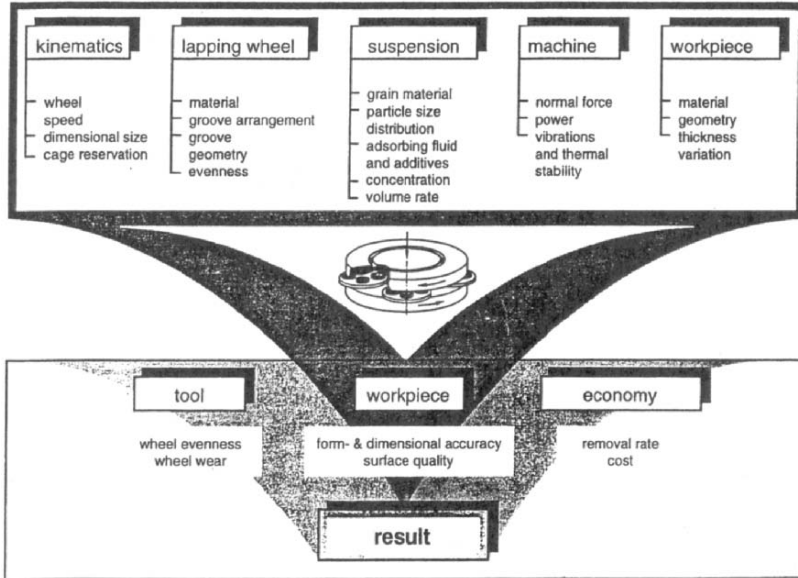 kinematics
wheel
speed
dimensional size
cage reservation
lapping wheel
material
groove arrangement
groove
geometry
evenness
suspension
grain material
particle size
distribution
adsorbing fluid
and additives
concentration
volume rate
machine
normal force
power
vibrations
and thermal
stability
workpiece
material
geometry
thickness
variation
tool
wheel evenness
wheel wear
workpiece
form- & dimensional accuracy
surface quality
economy
removal rate
cost
result